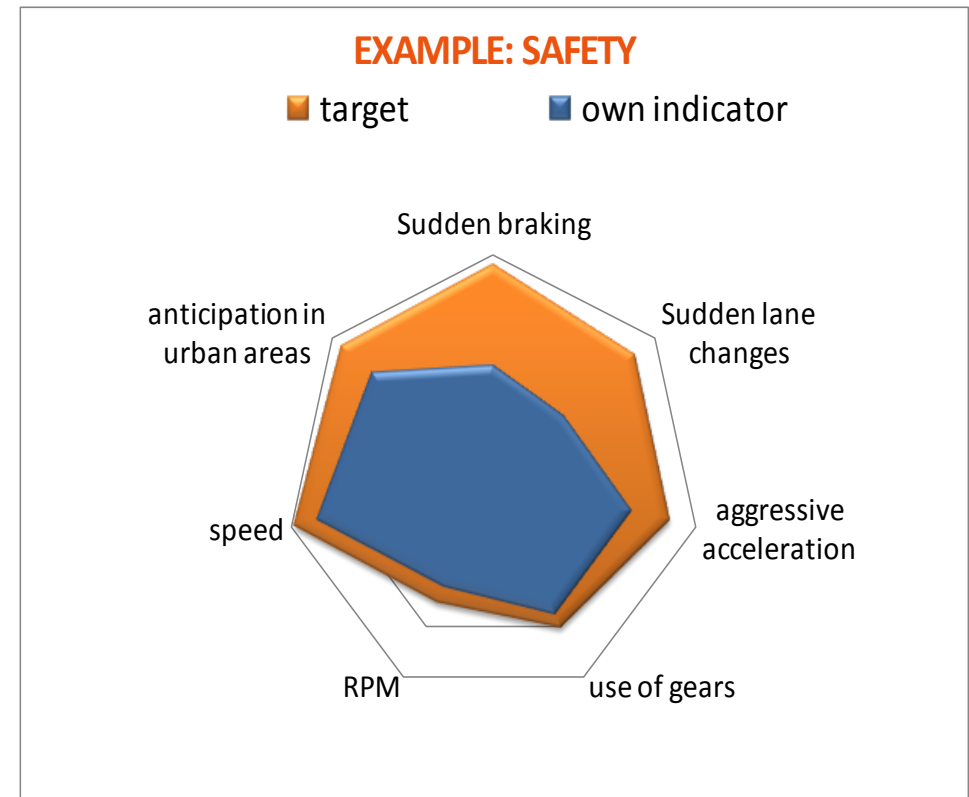 EXAMPLE: SAFETY
target own indicator
Sudden braking
anticipation in
urban areas
Sudden lane
changes
speed
aggressive
acceleration
RPM
use of gears